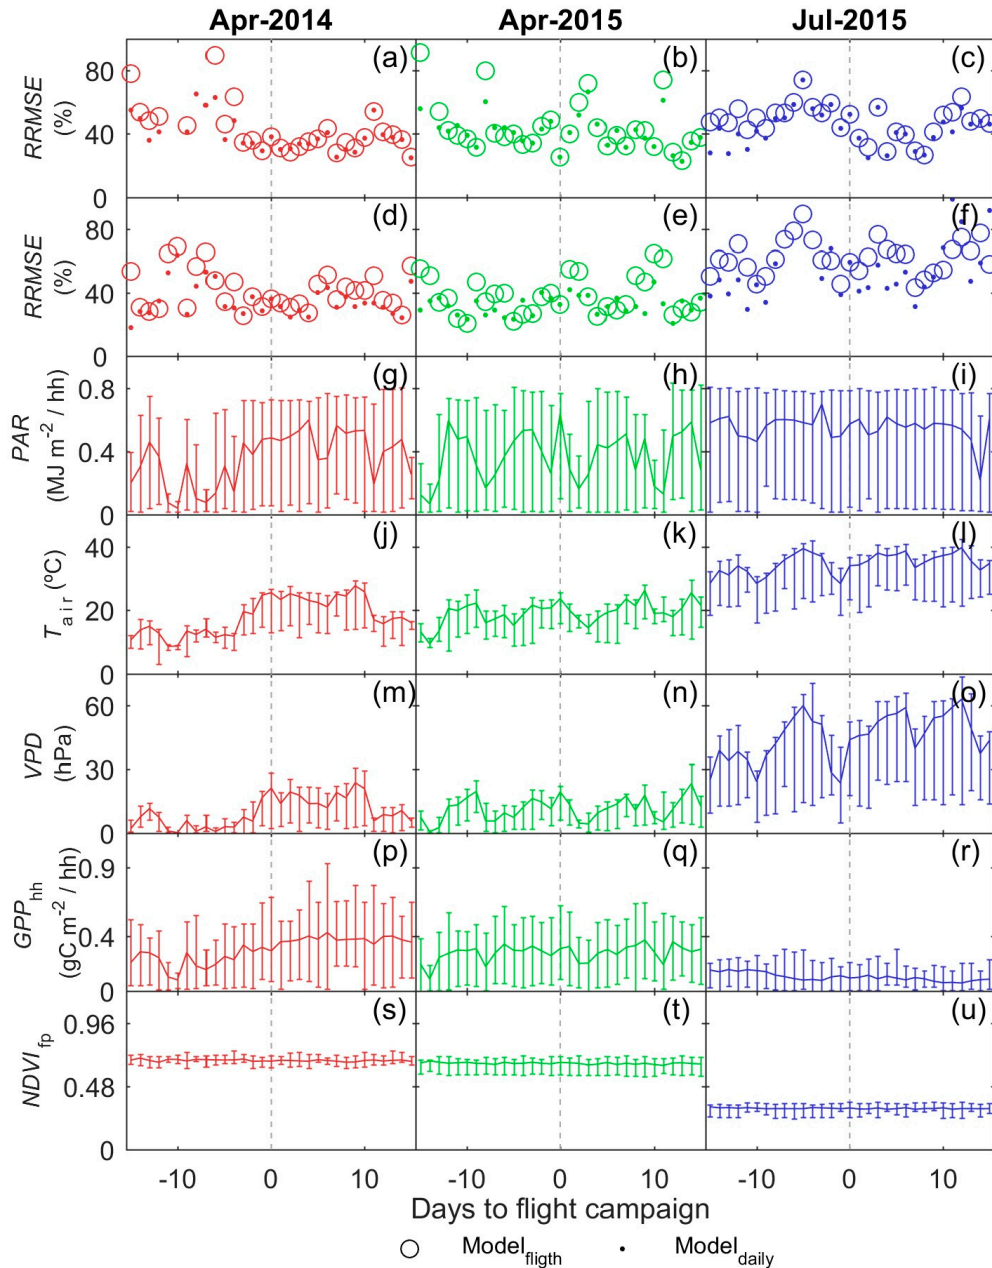 Apr-2014 Apr-2015 Jul-2015
RRMSE
(%)
80
40
0
(a) (b) (c)
RRMSE
(%)
80
40
0
(d) (e) (f)
PAR
(MJ m-2 / hh)
0.8
0.4
0
(g) (h) (i)
Tair (ºC)
40
20
0
(j) (k) (l)
VPD
(hPa)
60
30
0
(m) (n) (o)
GPPhh
(gC m-2 / hh)
0.9
0.4
0
(p) (q) (r)
NDVIfp
0.96
0.48
0
(s) (t) (u)
-10 0 10 -10 0 10 -10 0 10
Days to flight campaign
Modelfligth Modeldaily